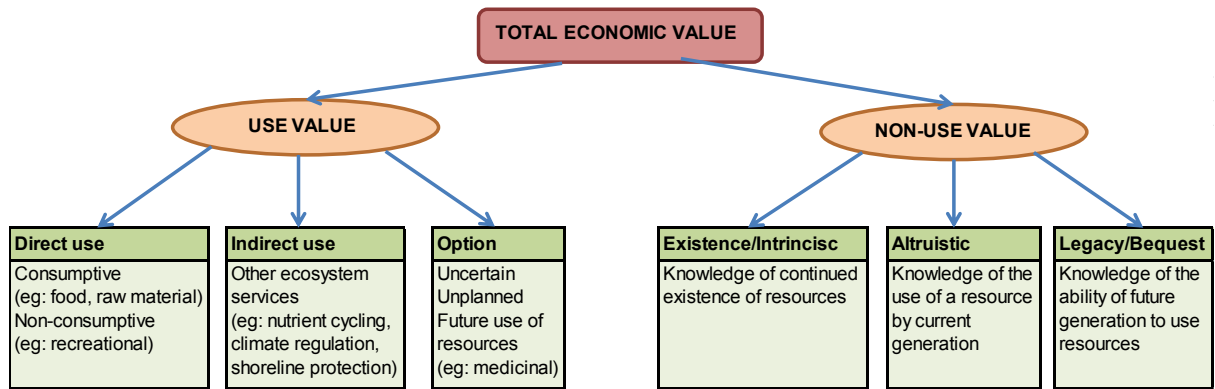 TOTAL ECONOMIC VALUE
USE VALUE
NON-USE VALUE
Direct use
Consumptive
(eg: food, raw material)
Non-consumptive
(eg: recreational)
Indirect use
Other ecosystem
services
(eg: nutrient cycling,
climate regulation,
shoreline protection)
Option
Uncertain
Unplanned
Future use of
resources
(eg: medicinal)
Existence/Intrincisc
Knowledge of continued
existence of resources
Altruistic
Knowledge of the
use of a resource
by current
generation
Legacy/Bequest
Knowledge of the
ability of future
generation to use
resources